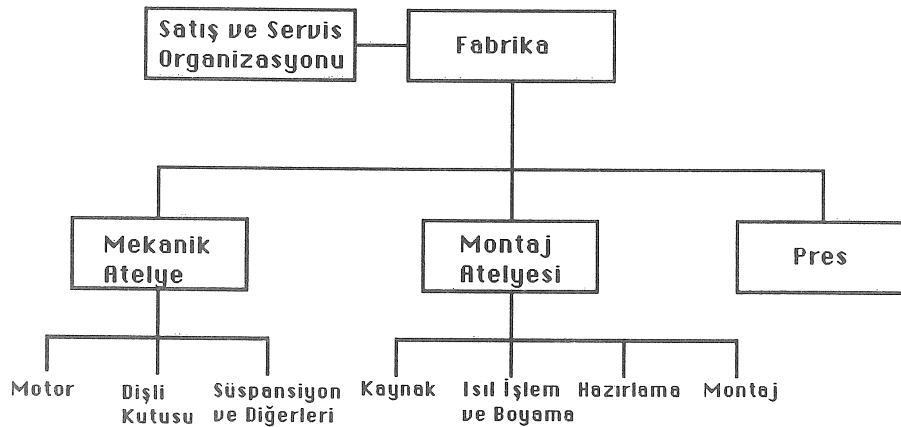 Satış ve Servis
Organizasyonu
Fabrika
Mekanik
Atelye
Montaj
Atelyesi
Pres
Motor
Dişli
Kutusu
Süspansiyon
ve Diğerleri
Kaynak
Isıl İşlem
ve Boyama
Hazırlama
Montaj